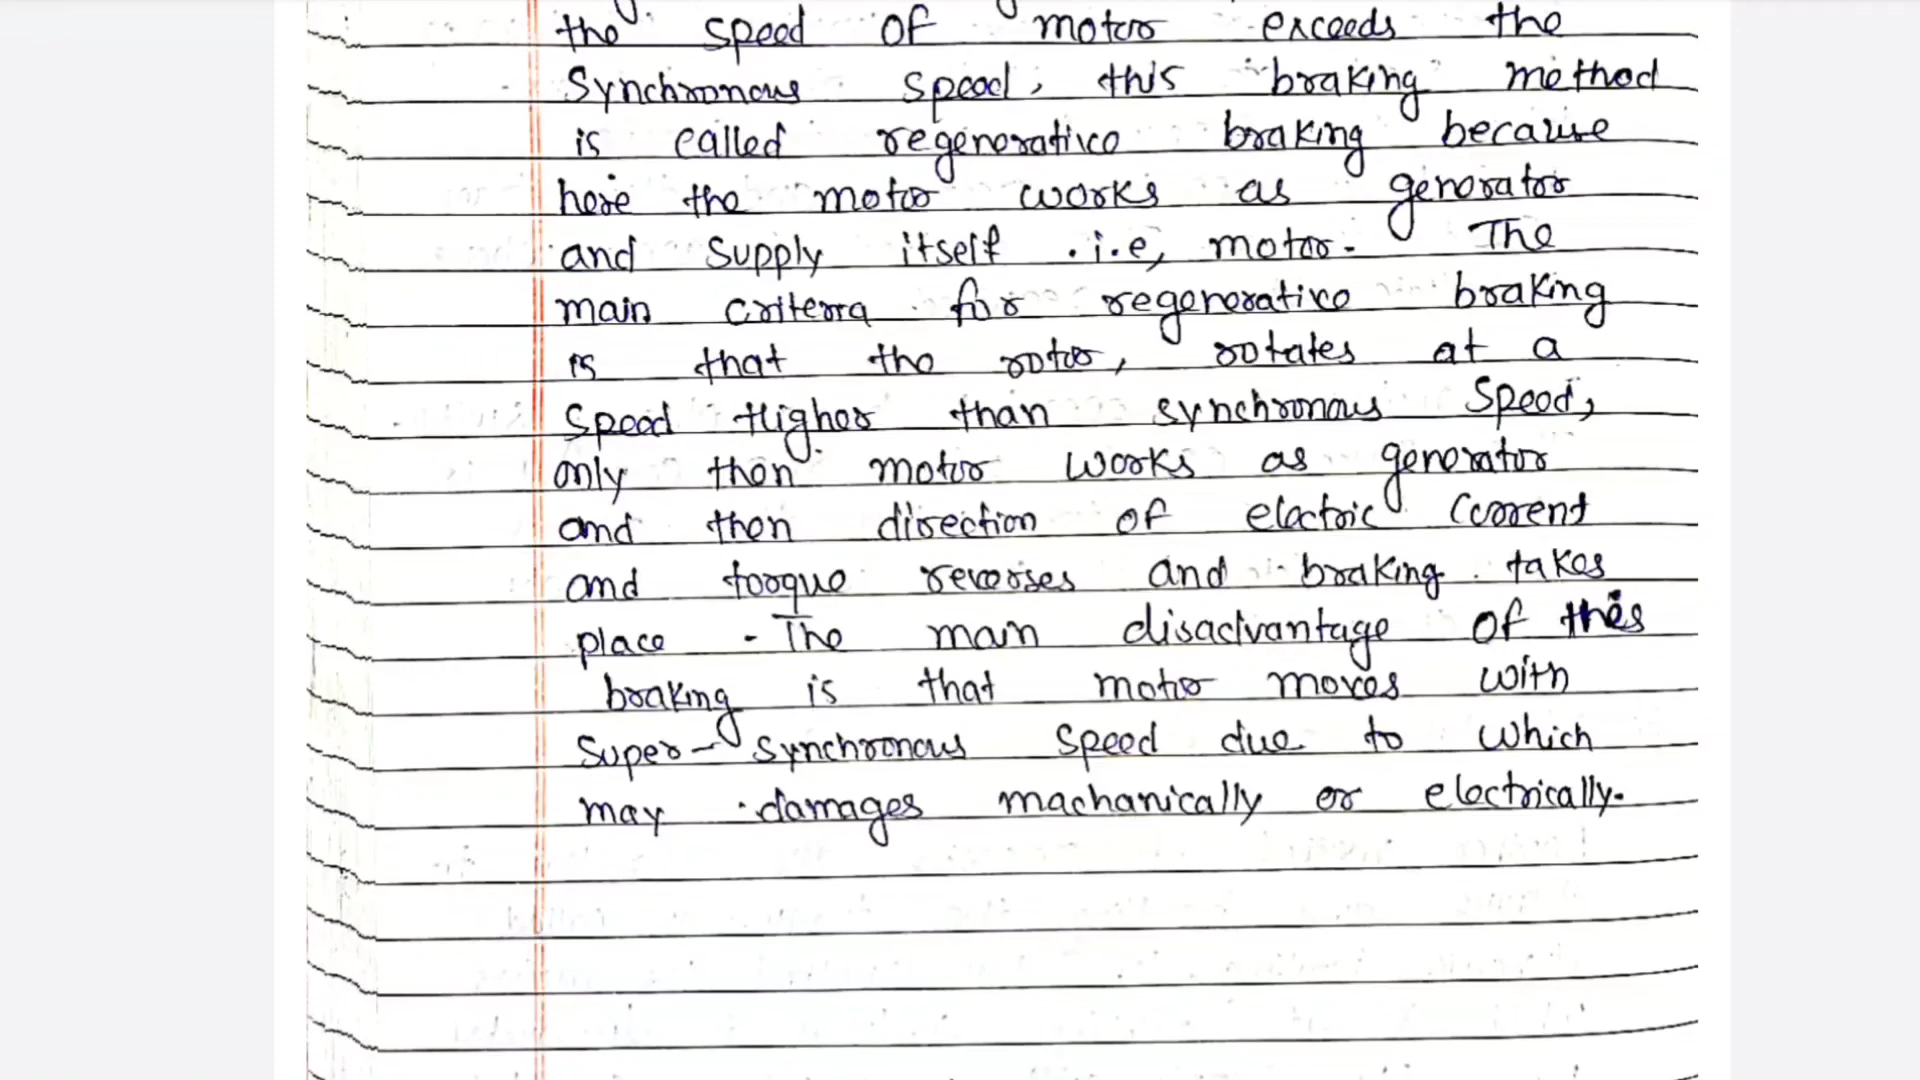 the speed of motor exceeds the
Synchronous speed, this braking method
is called regenerative braking because
here the motor works as generator
and supply itself i.e, motor. The
main criterra for regenerative braking
is that the rotor, rotates at a
speed Higher than synchronous speed,
only then motor works as generator
and then direction of electric current
and torque reverses and braking takes
place. The main disadvantage of this
braking is that motor moves with
super-synchronous speed due to which
may damages machanically or electrically.